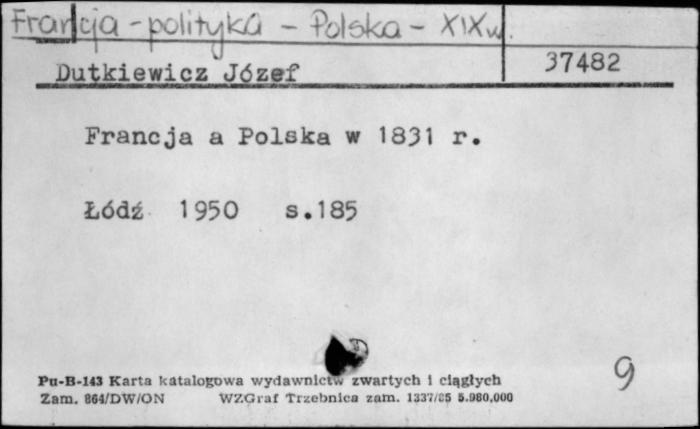 Francja - polityka - Polska - XIX w.
Dutkiewicz Józef
37482
Francja a Polska w 1831 r.
Łódź 1950 s.185
9
Pu-B-143 Karta katalogowa wydawnictw zwartych i ciągłych
Zam. 864/DW/ON WZGraf Trzebnica zam. 1337/85 5.980.000